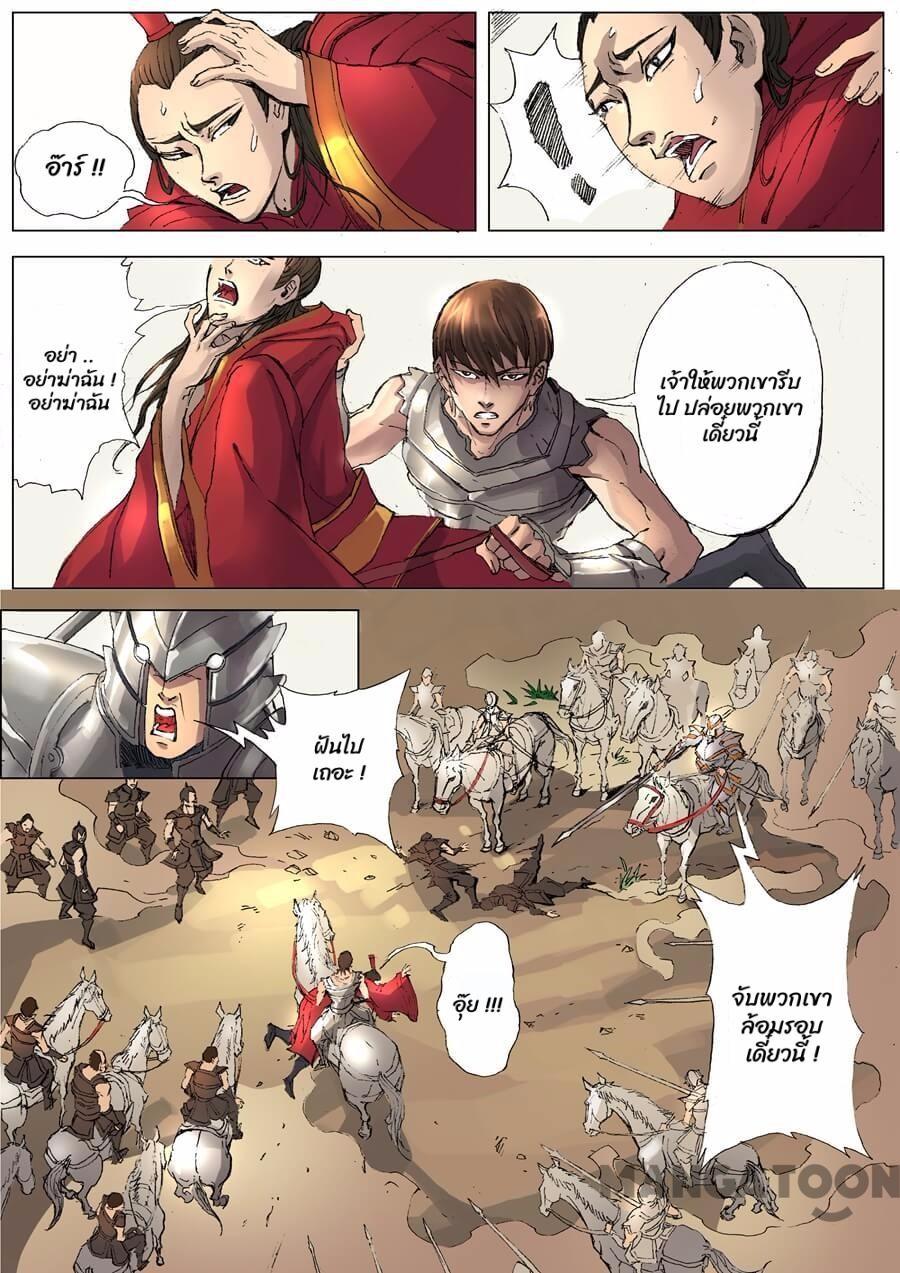 อ๊าร์ !!
อย่า ..
อย่าฆ่าฉัน !
อย่าฆ่าฉัน
เจ้าให้พวกเขารีบ
ไป ปล่อยพวกเขา
เดี๋ยวนี้
ฝันไป
เถอะ !
อุ๊ย !!!
จับพวกเขา
ล้อมรอบ
เดี๋ยวนี้ !
MANGATOON